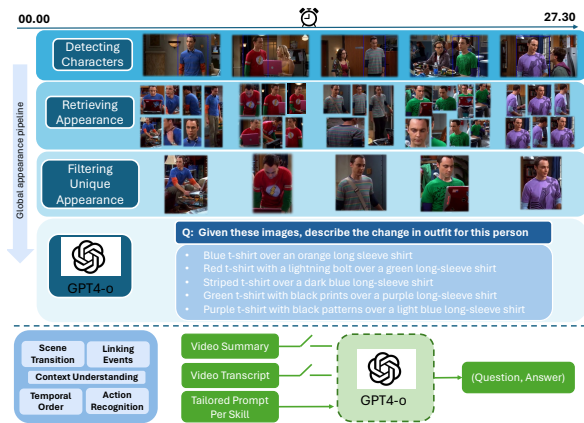 00.00
27.30
Global appearance pipeline
Detecting
Characters
Retrieving
Appearance
Filtering
Unique
Appearance
GPT4-o
Q: Given these images, describe the change in outfit for this person
• Blue t-shirt over an orange long sleeve shirt
• Red t-shirt with a lightning bolt over a green long-sleeve shirt
• Striped t-shirt over a dark blue long-sleeve shirt
• Green t-shirt with black prints over a purple long-sleeve shirt
• Purple t-shirt with black patterns over a light blue long-sleeve shirt
Scene
Transition
Linking
Events
Context Understanding
Temporal
Order
Action
Recognition
Video Summary
Video Transcript
Tailored Prompt
Per Skill
GPT4-o
(Question, Answer)